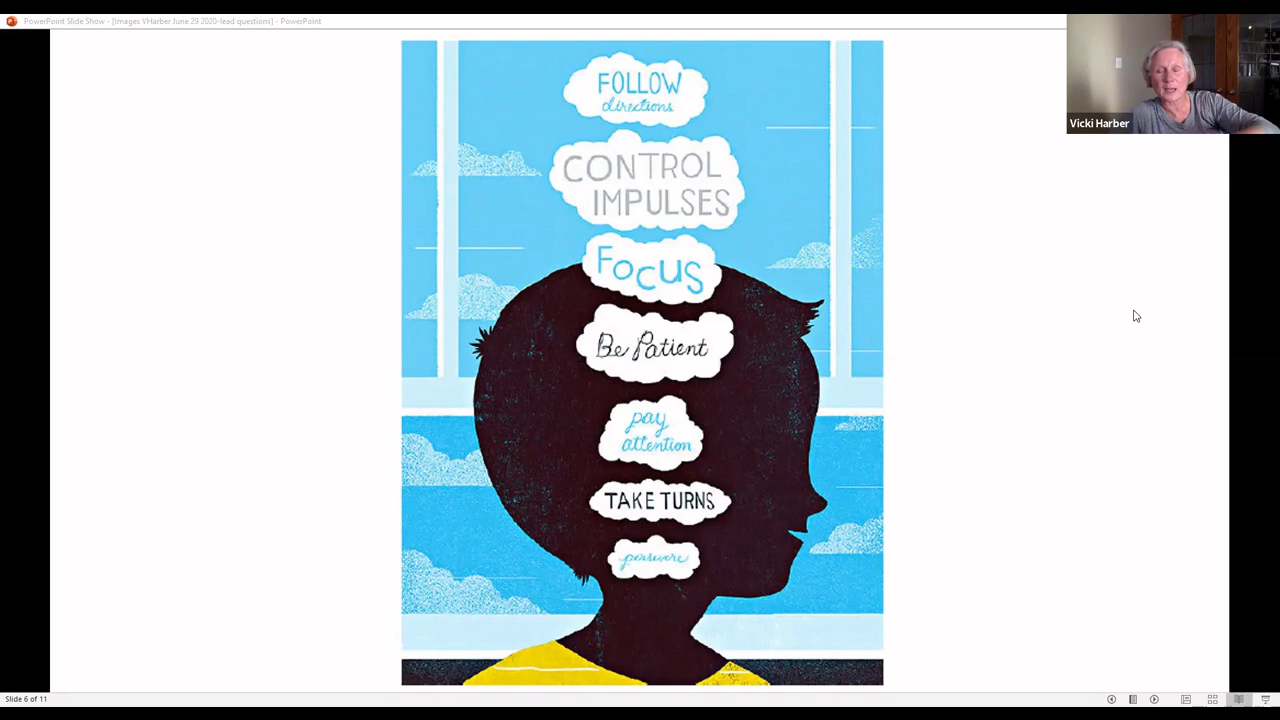 PowerPoint Slide Show - [Images VHarber June 29 2020-lead questions] - PowerPoint
Vicki Harber
FOLLOW
directions
CONTROL
IMPULSES
FOCUS
Be Patient
pay
attention
TAKE TURNS
persevere
Slide 6 of 11